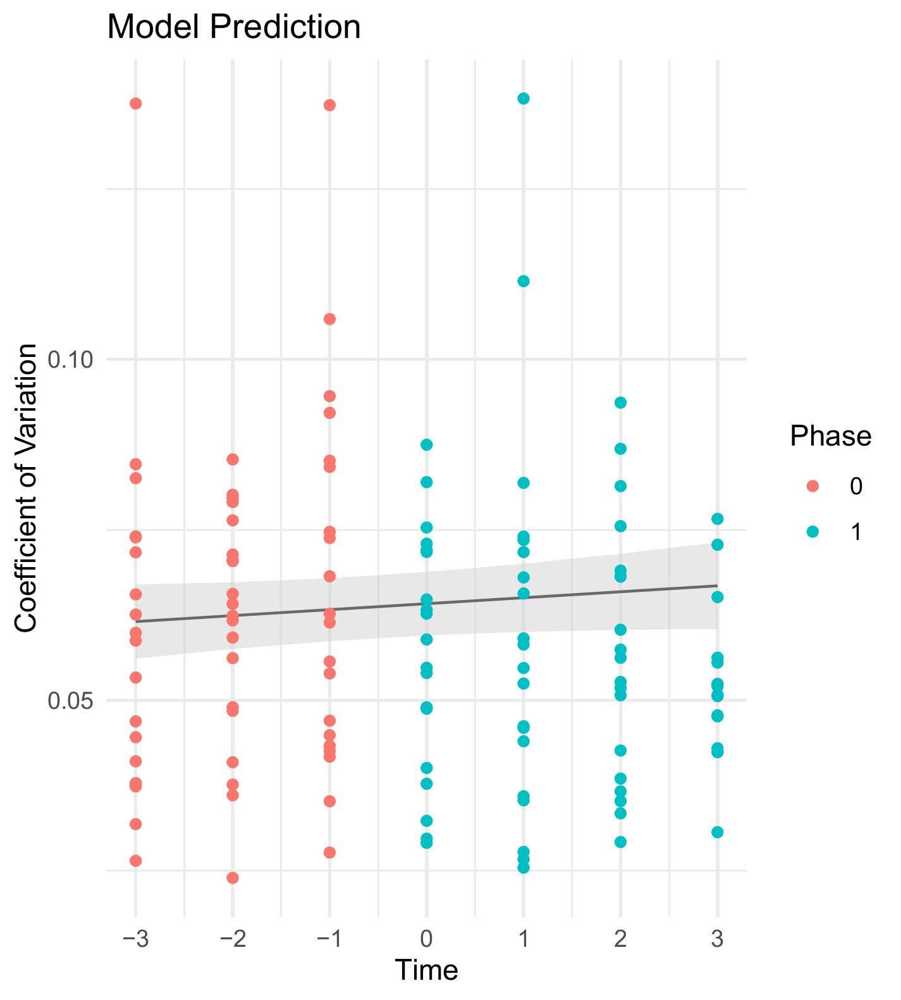 Model Prediction
Coefficient of Variation
0.10
0.05
−3 −2 −1 0 1 2 3
Time
Phase
0
1